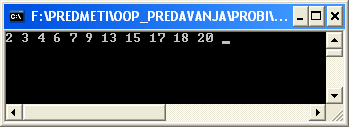 F:\PREDMETI\OOP_PREDAVANJA\PROBI\...
2 3 4 6 7 9 13 15 17 18 20 _